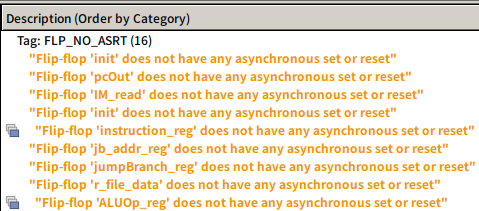 Description (Order by Category)
Tag: FLP_NO_ASRT (16)
"Flip-flop 'init' does not have any asynchronous set or reset"
"Flip-flop 'pcOut' does not have any asynchronous set or reset"
"Flip-flop 'IM_read' does not have any asynchronous set or reset"
"Flip-flop 'init' does not have any asynchronous set or reset"
"Flip-flop 'instruction_reg' does not have any asynchronous set or reset"
"Flip-flop 'jb_addr_reg' does not have any asynchronous set or reset"
"Flip-flop 'jumpBranch_reg' does not have any asynchronous set or reset"
"Flip-flop 'r_file_data' does not have any asynchronous set or reset"
"Flip-flop 'ALUOp_reg' does not have any asynchronous set or reset"